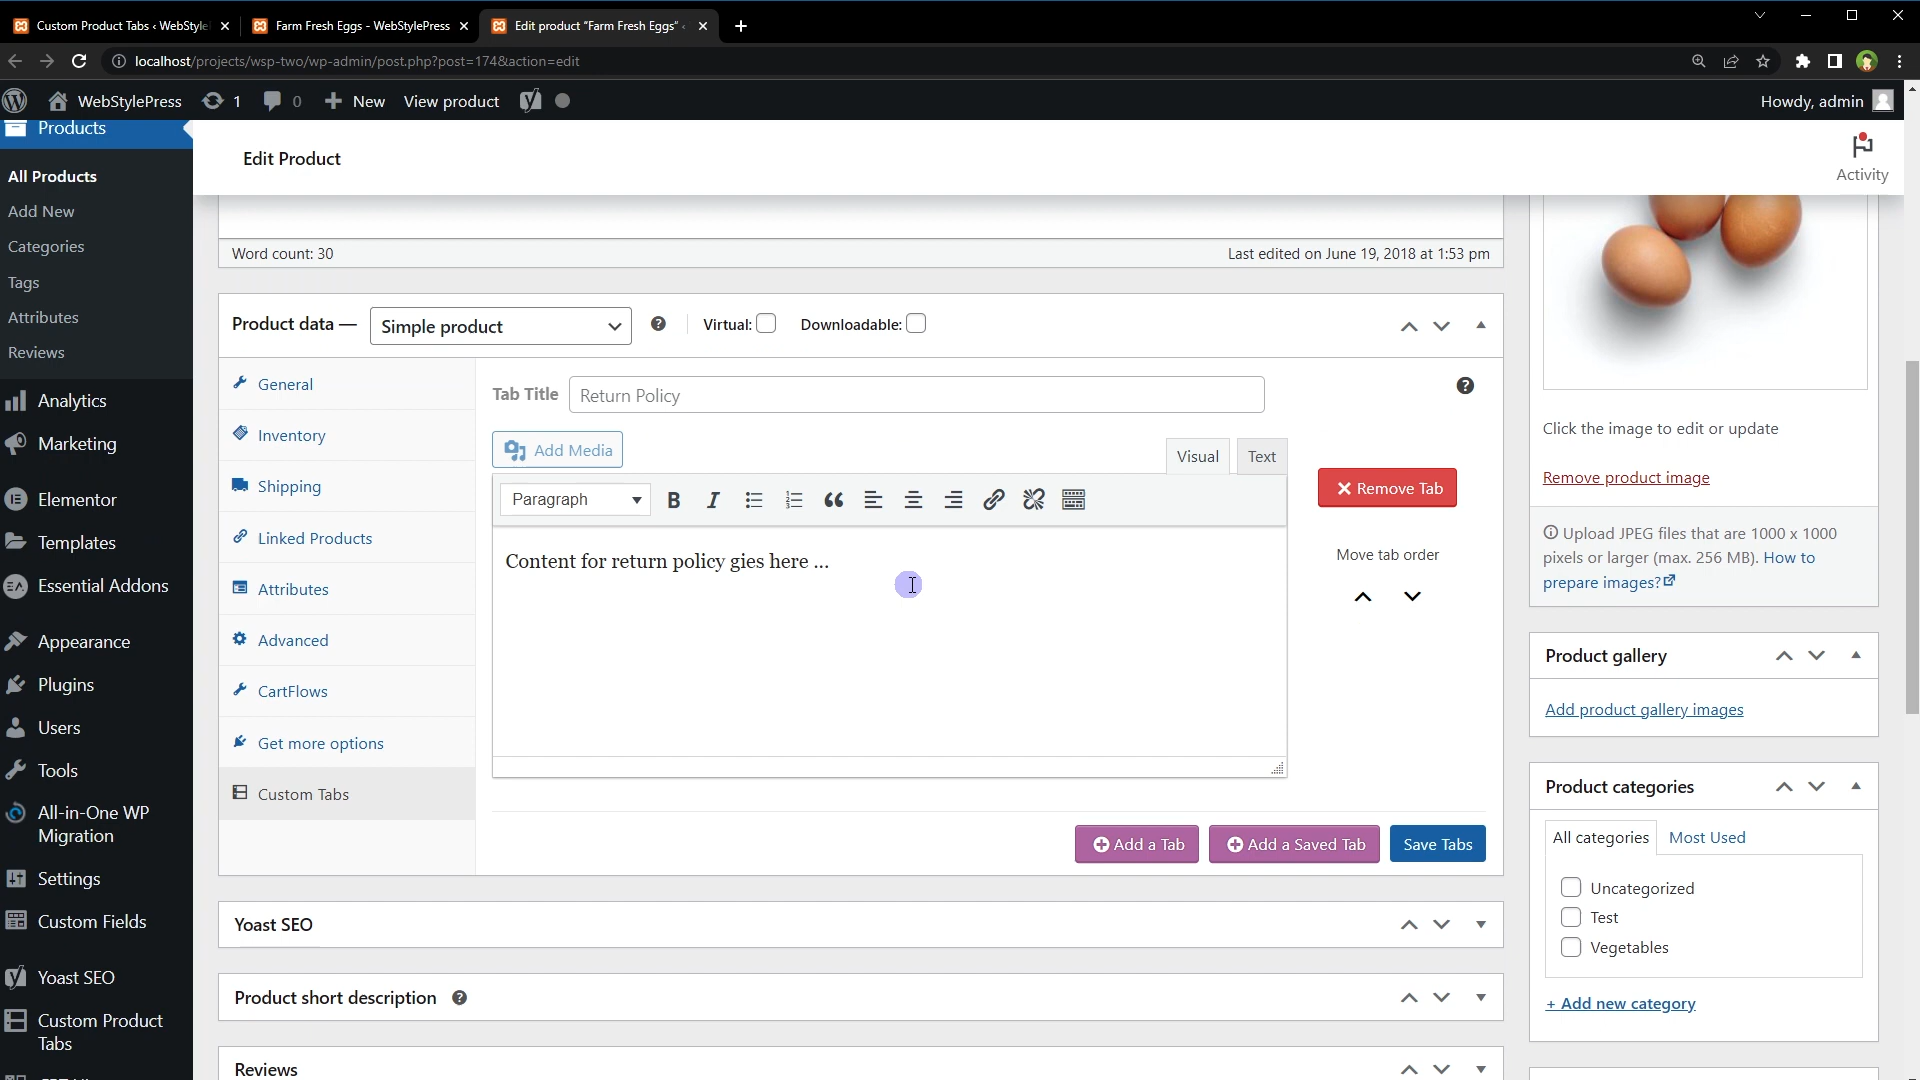 Custom Product Tabs ‹ WebStyle
Farm Fresh Eggs - WebStylePress
Edit product "Farm Fresh Eggs" ‹
localhost/projects/wsp-two/wp-admin/post.php?post=174&action=edit
WebStylePress
1
0
New
View product
Howdy, admin
Products
All Products
Add New
Categories
Tags
Attributes
Reviews
Analytics
Marketing
Elementor
Templates
Essential Addons
Appearance
Plugins
Users
Tools
All-in-One WP
Migration
Settings
Custom Fields
Yoast SEO
Custom Product
Tabs
Edit Product
Activity
Word count: 30
Last edited on June 19, 2018 at 1:53 pm
Product data —
Simple product
Virtual:
Downloadable:
General
Inventory
Shipping
Linked Products
Attributes
Advanced
CartFlows
Get more options
Custom Tabs
Tab Title
Return Policy
Add Media
Visual
Text
Paragraph
Content for return policy gies here ...
Remove Tab
Move tab order
Add a Tab
Add a Saved Tab
Save Tabs
Yoast SEO
Product short description
Reviews
Click the image to edit or update
Remove product image
Upload JPEG files that are 1000 x 1000
pixels or larger (max. 256 MB). How to
prepare images?
Product gallery
Add product gallery images
Product categories
All categories
Most Used
Uncategorized
Test
Vegetables
+ Add new category